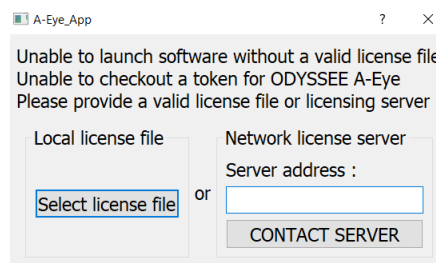 A-Eye_App
Unable to launch software without a valid license file
Unable to checkout a token for ODYSSEE A-Eye
Please provide a valid license file or licensing server
Local license file
Select license file
or
Network license server
Server address :
CONTACT SERVER